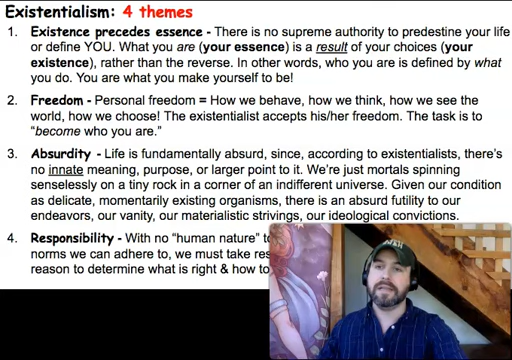 Existentialism: 4 themes
1. Existence precedes essence - There is no supreme authority to predestine your life
or define YOU. What you are (your essence) is a result of your choices (your
existence), rather than the reverse. In other words, who you are is defined by what
you do. You are what you make yourself to be!
2. Freedom - Personal freedom = How we behave, how we think, how we see the
world, how we choose! The existentialist accepts his/her freedom. The task is to
"become who you are."
3. Absurdity - Life is fundamentally absurd, since, according to existentialists, there's
no innate meaning, purpose, or larger point to it. We're just mortals spinning
senselessly on a tiny rock in a corner of an indifferent universe. Given our condition
as delicate, momentarily existing organisms, there is an absurd futility to our
endeavors, our vanity, our materialistic strivings, our ideological convictions.
4. Responsibility - With no "human nature"
norms we can adhere to, we must take
reason to determine what is right & how to